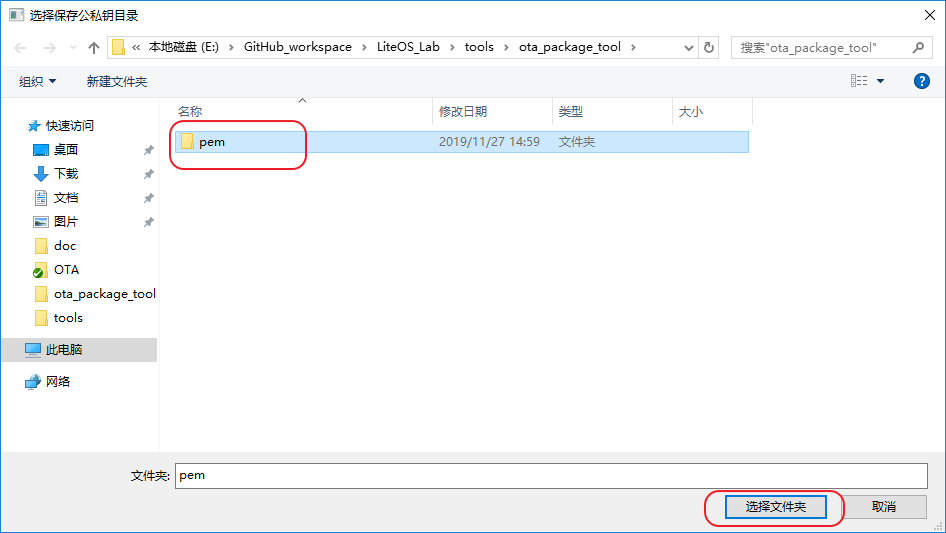 选择保存公私钥目录
« 本地磁盘 (E:) › GitHub_workspace › LiteOS_Lab › tools › ota_package_tool ›
搜索"ota_package_tool"
组织 新建文件夹
名称 修改日期 类型 大小
pem 2019/11/27 14:59 文件夹
快速访问
桌面
下载
文档
图片
doc
OTA
ota_package_tool
tools
此电脑
网络
文件夹: pem
选择文件夹 取消